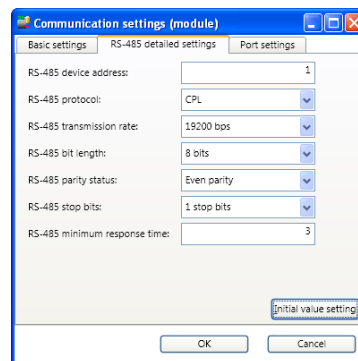 Communication settings (module)
Basic settings
RS-485 detailed settings
Port settings
RS-485 device address: 1
RS-485 protocol: CPL
RS-485 transmission rate: 19200 bps
RS-485 bit length: 8 bits
RS-485 parity status: Even parity
RS-485 stop bits: 1 stop bits
RS-485 minimum response time: 3
Initial value setting
OK
Cancel